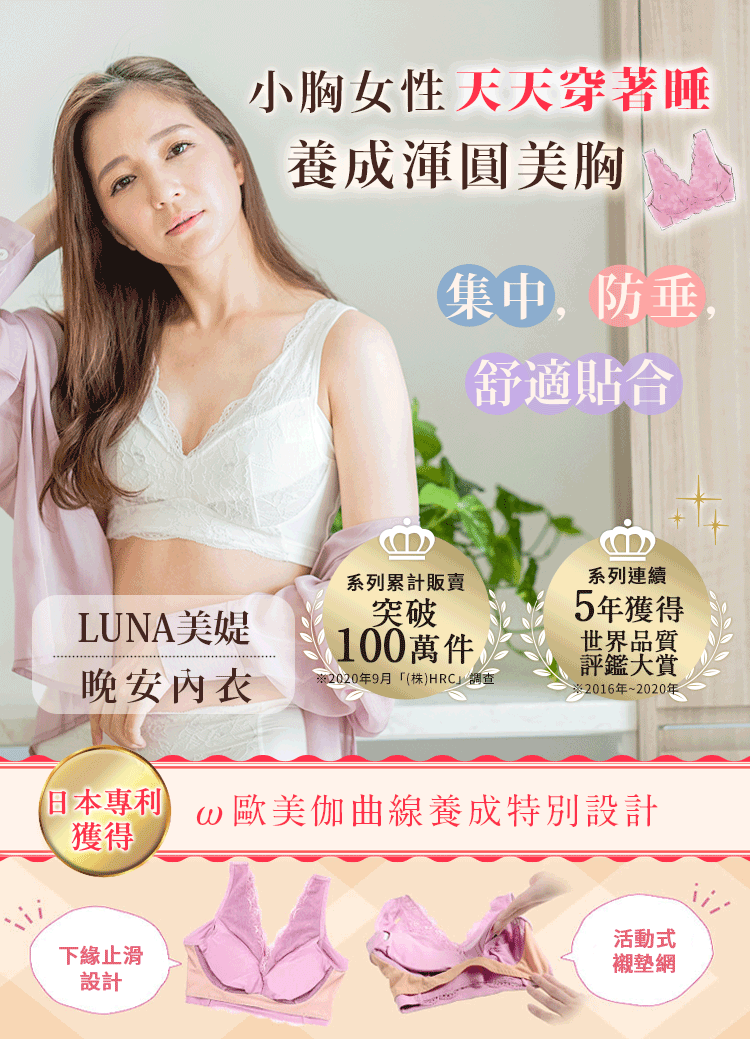 小胸女性天天穿著睡
養成渾圓美胸
集中，防垂，
舒適貼合
系列累計販賣
突破
100萬件
※2020年9月「(株)HRC」調查
系列連續
5年獲得
世界品質
評鑑大賞
※2016年~2020年
LUNA美媞
晚安內衣
日本專利
獲得
ω歐美伽曲線養成特別設計
下緣止滑
設計
活動式
襯墊網